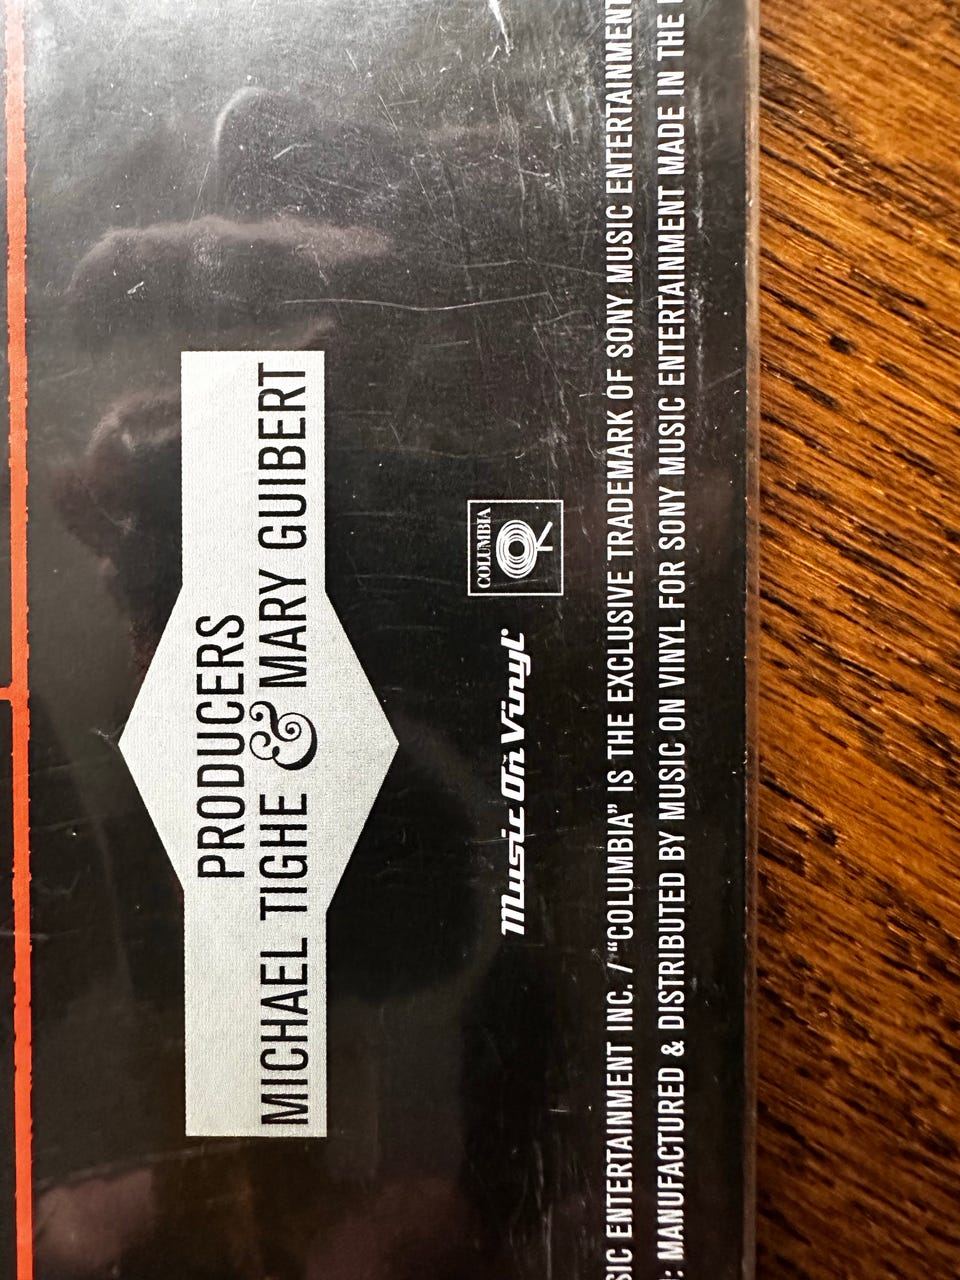 PRODUCERS
MICHAEL TIGHE & MARY GUIBERT
Music On Vinyl
COLUMBIA
ENTERTAINMENT INC. / “COLUMBIA” IS THE EXCLUSIVE TRADEMARK OF SONY MUSIC ENTERTAINMENT
MANUFACTURED & DISTRIBUTED BY MUSIC ON VINYL FOR SONY MUSIC ENTERTAINMENT MADE IN THE